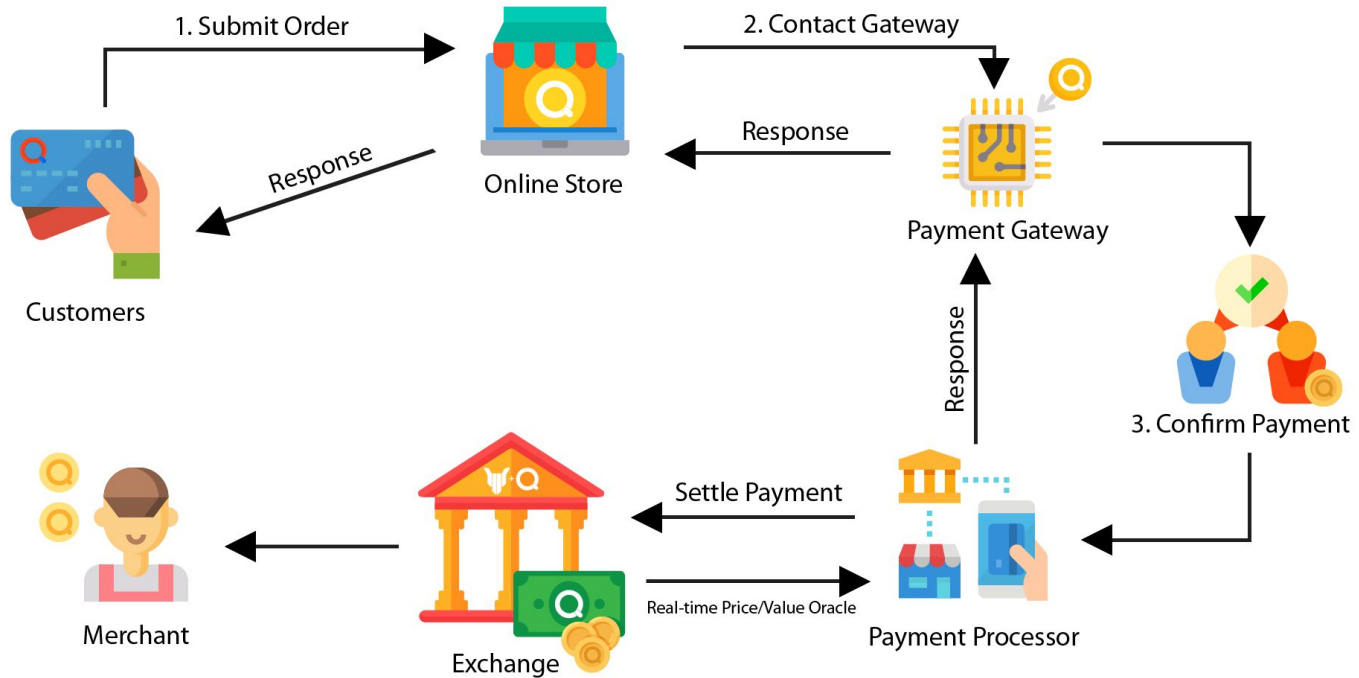 1. Submit Order
2. Contact Gateway
Response
Response
Online Store
Payment Gateway
Customers
Response
3. Confirm Payment
Settle Payment
Real-time Price/Value Oracle
Merchant
Exchange
Payment Processor